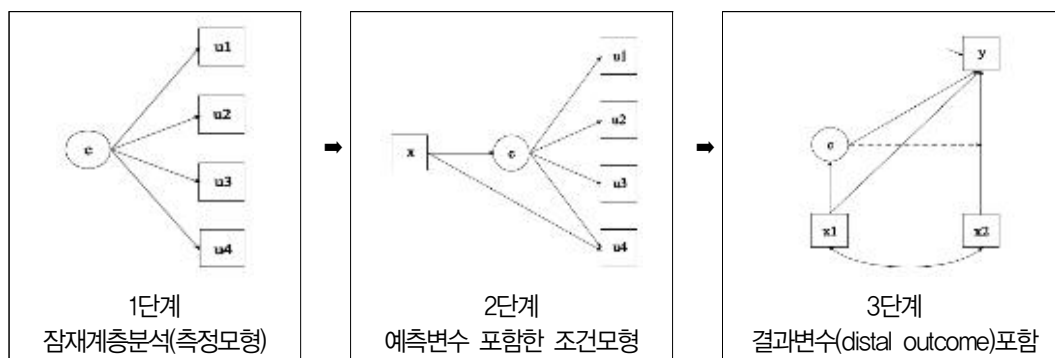 u1
u2
c
u3
u4
1단계
잠재계층분석(측정모형)
➡
u1
u2
x
c
u3
u4
2단계
예측변수 포함한 조건모형
➡
y
c
x1
x2
3단계
결과변수(distal outcome)포함